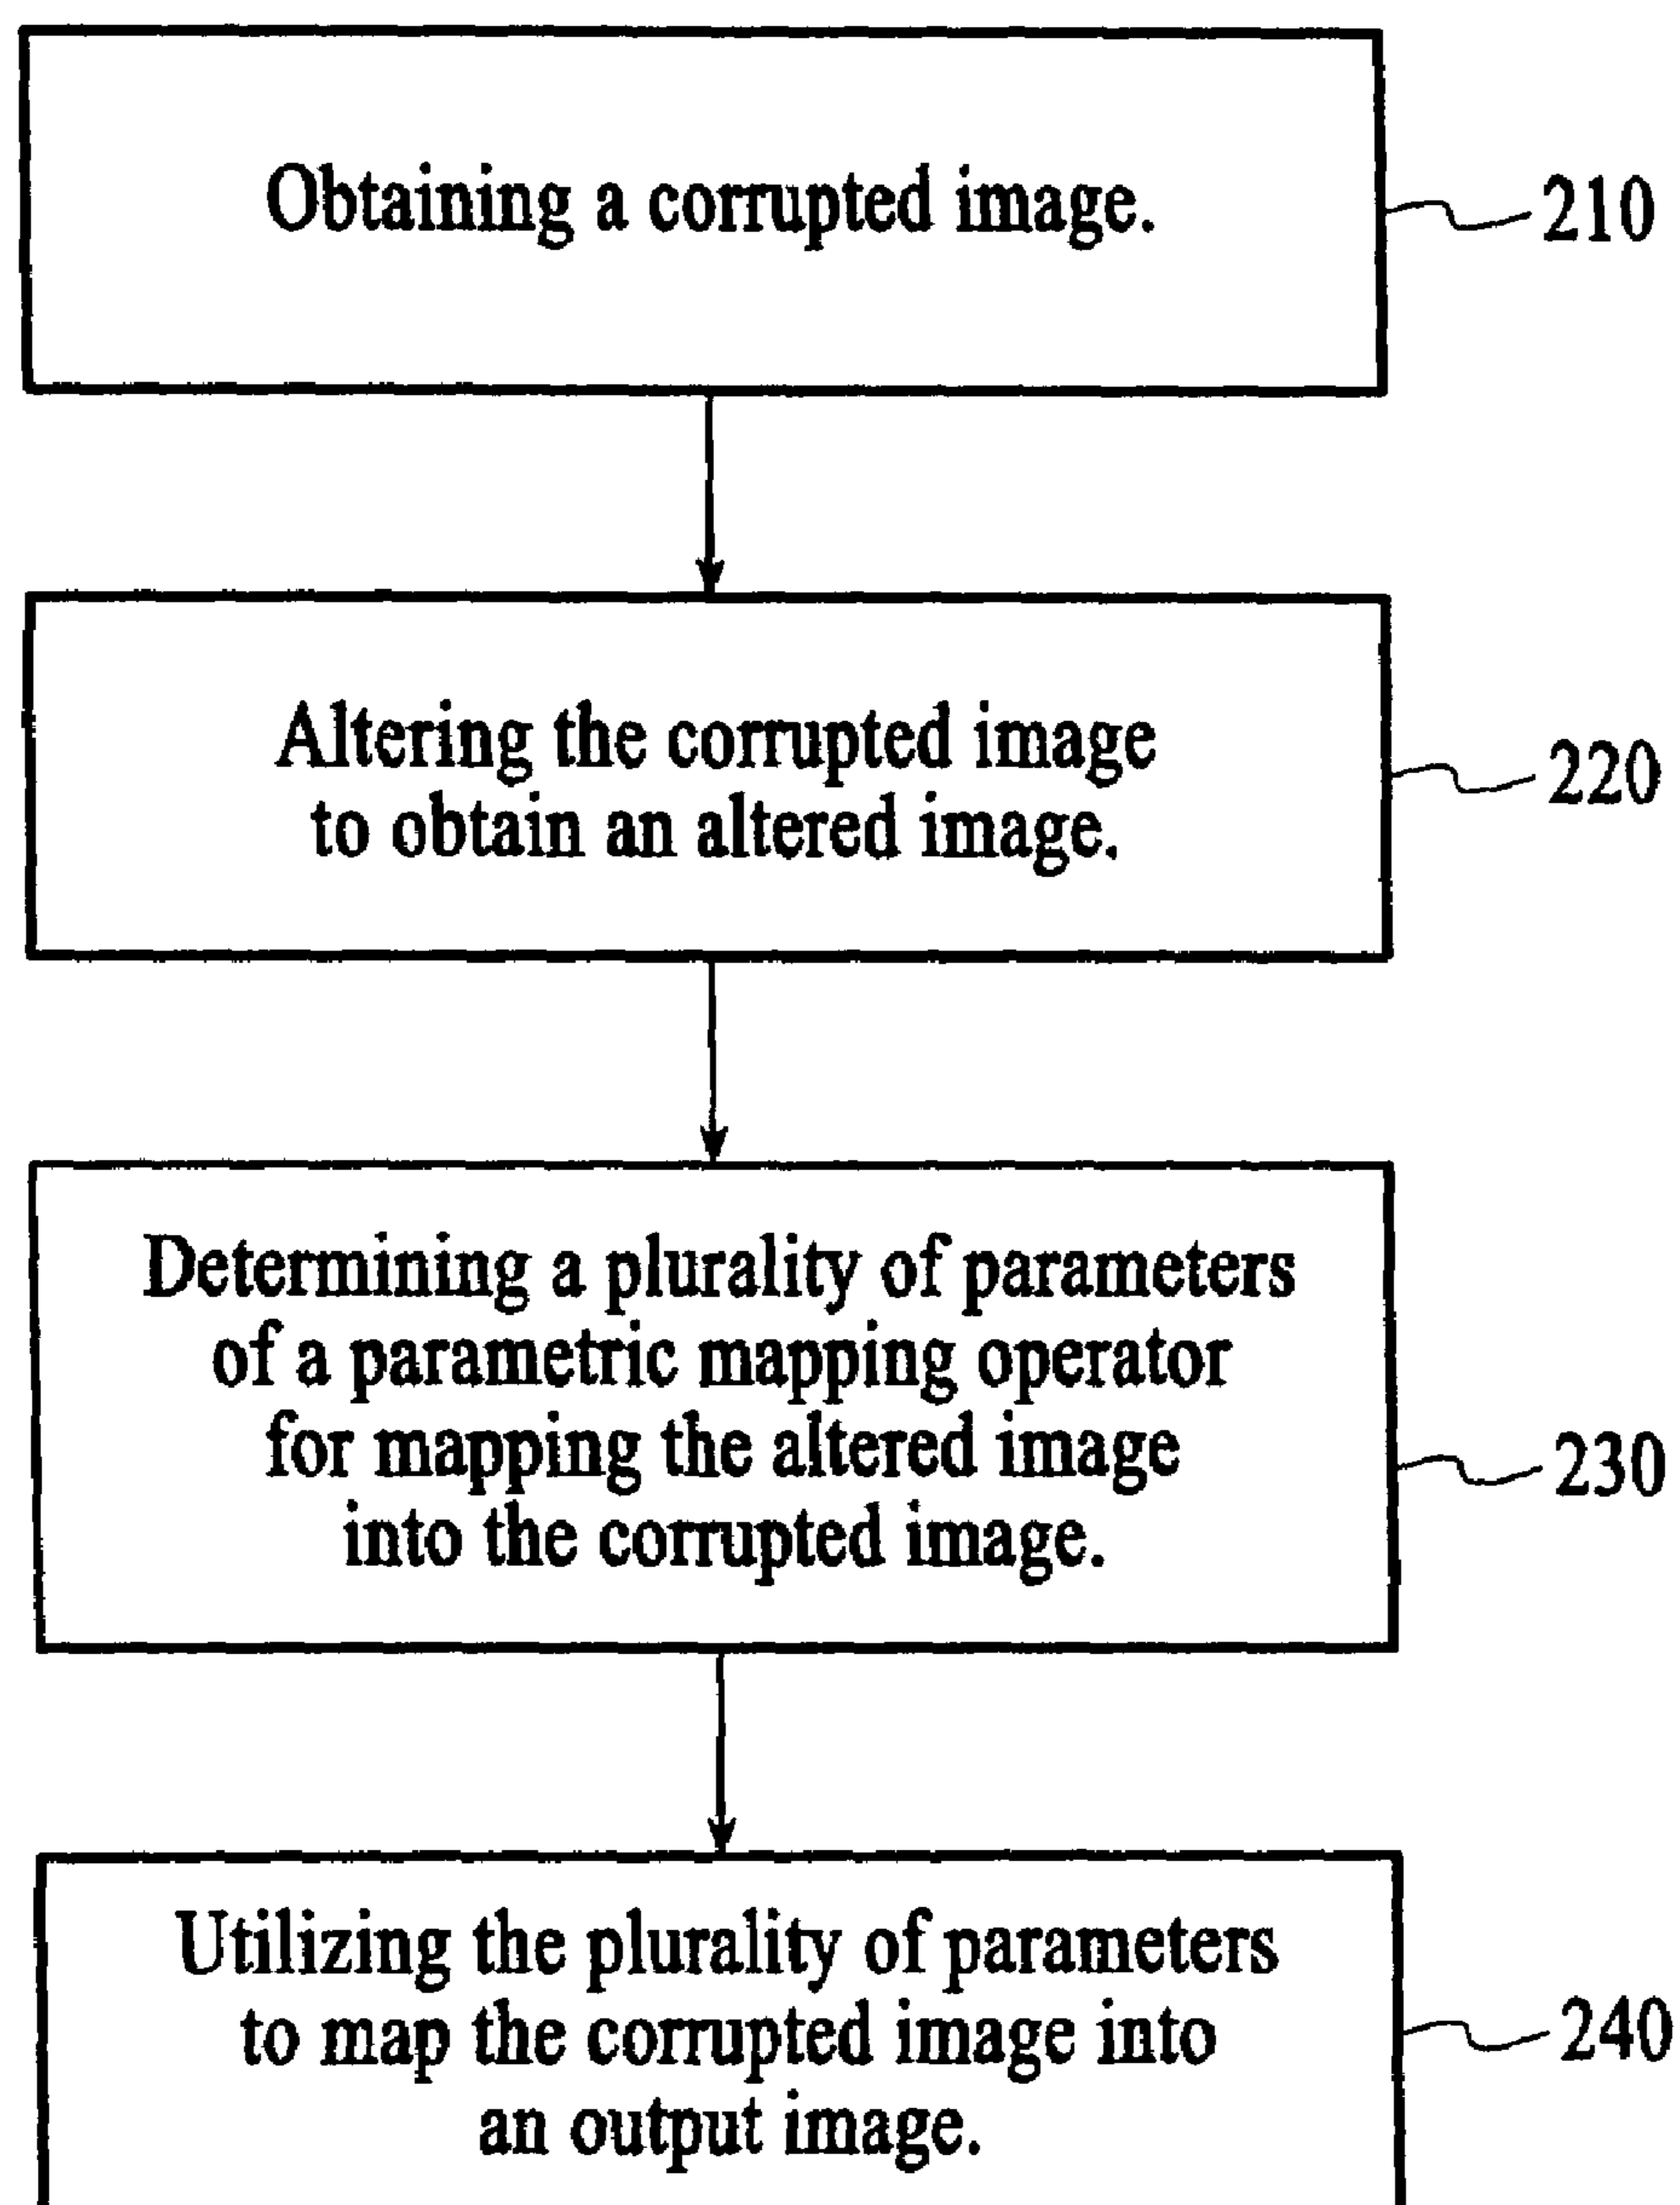 Obtaining a corrupted image.
210
Altering the corrupted image
to obtain an altered image.
220
Determining a plurality of parameters
of a parametric mapping operator
for mapping the altered image
into the corrupted image.
230
Utilizing the plurality of parameters
to map the corrupted image into
an output image.
240